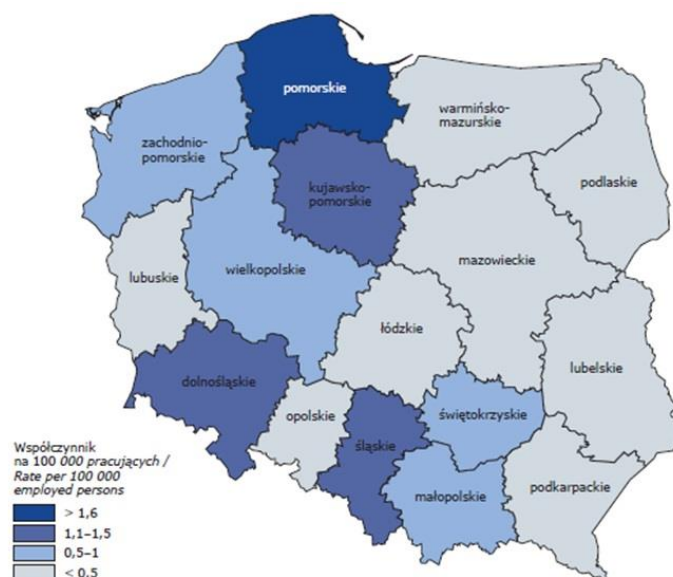 pomorskie
warmińsko-
mazurskie
zachodnio-
pomorskie
podlaskie
kujawsko-
pomorskie
mazowieckie
wielkopolskie
lubuskie
łódzkie
lubelskie
dolnośląskie
opolskie
świętokrzyskie
śląskie
małopolskie
podkarpackie
Współczynnik
na 100 000 pracujących /
Rate per 100 000
employed persons
> 1,6
1,1–1,5
0,5–1
< 0,5